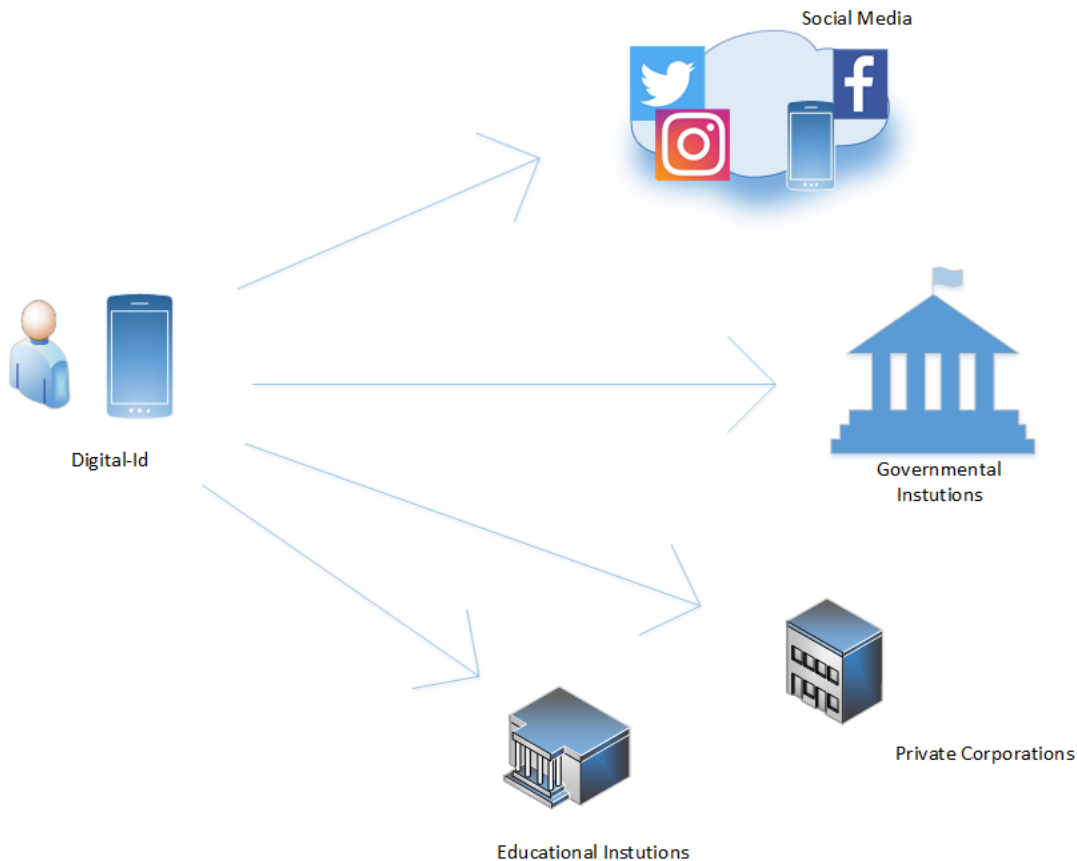 Social Media
Digital-Id
Governmental
Instutions
Private Corporations
Educational Instutions